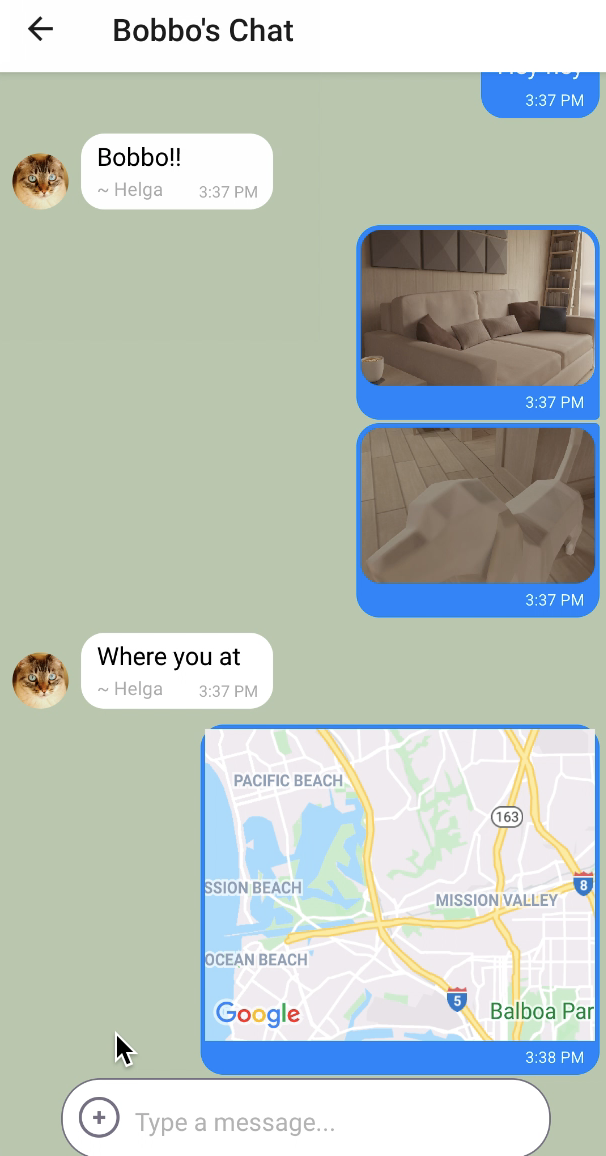 Bobbo's Chat
3:37 PM
Bobbo!!
~ Helga 3:37 PM
3:37 PM
3:37 PM
Where you at
~ Helga 3:37 PM
PACIFIC BEACH
163
SSION BEACH
8
MISSION VALLEY
OCEAN BEACH
5
Google
Balboa Par
3:38 PM
Type a message...